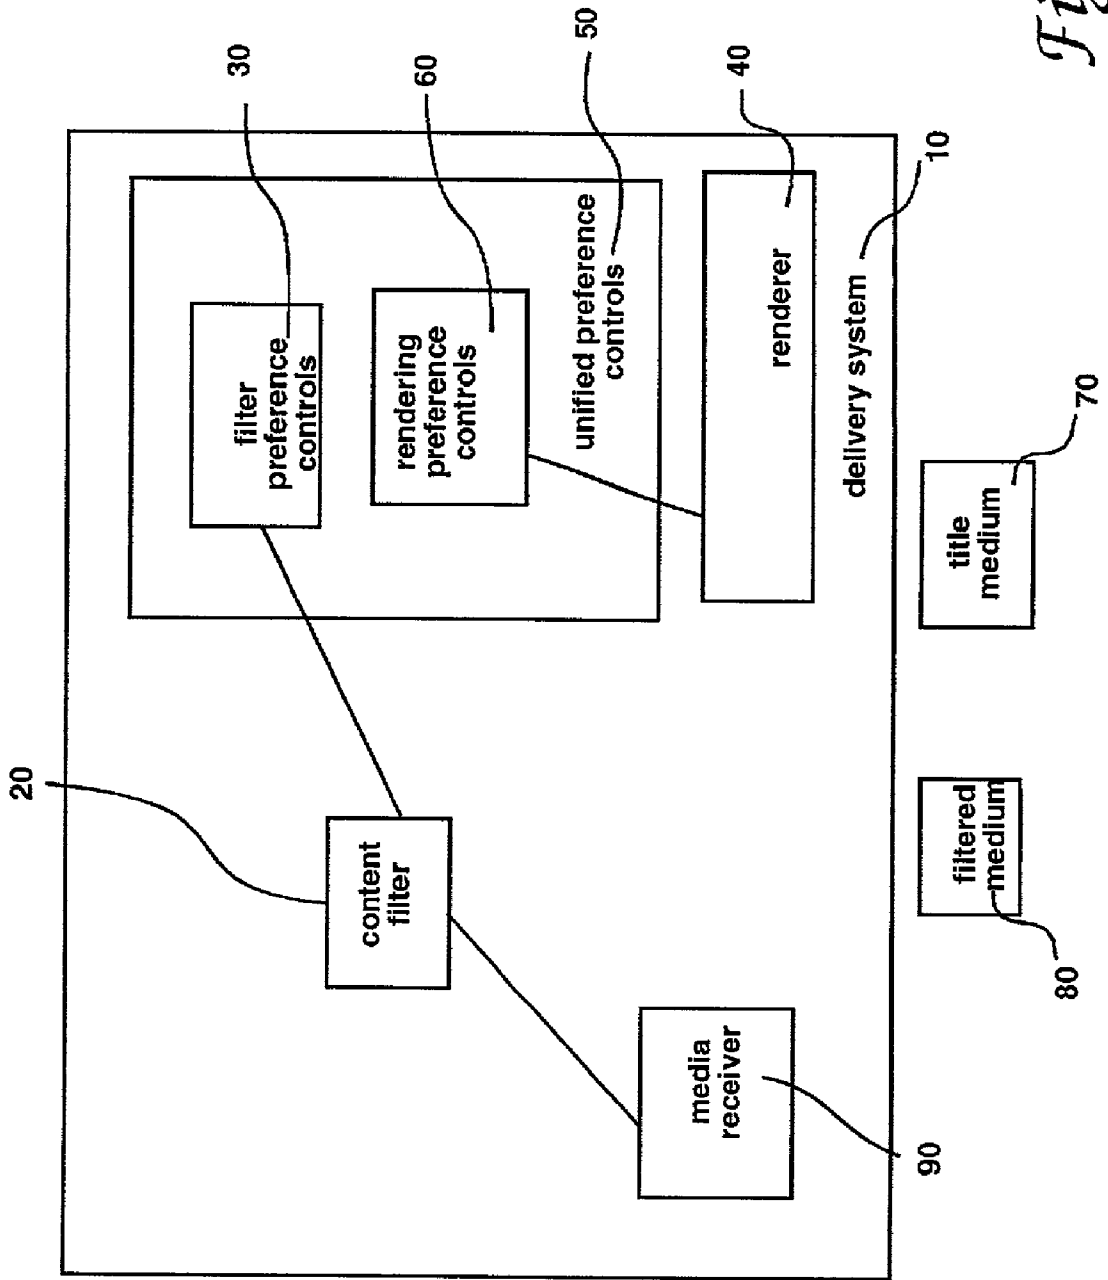 20
30
filter
preference
controls
content
filter
60
rendering
preference
controls
50
unified preference
controls
media
receiver
40
renderer
delivery system
10
90
filtered
medium
80
title
medium
70
Fig